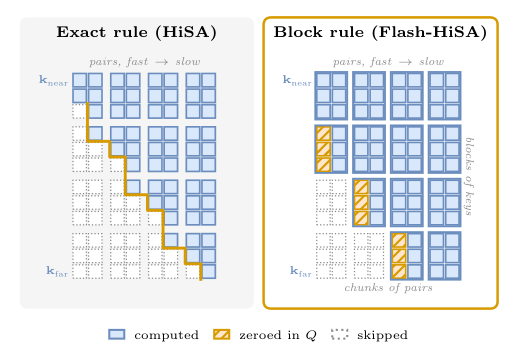 Exact rule (HiSA)
pairs, fast → slow
k_near
k_far
Block rule (Flash-HiSA)
pairs, fast → slow
k_near
blocks of keys
k_far
chunks of pairs
computed
zeroed in Q
skipped